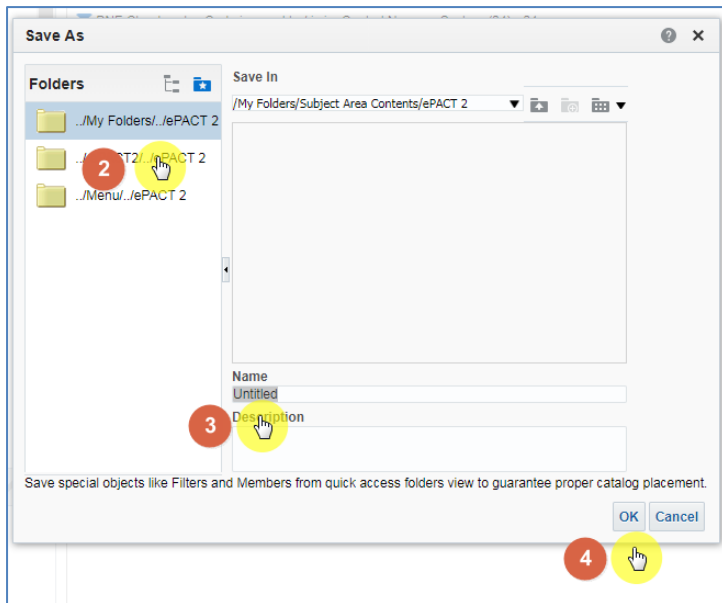 Save As
Folders
Save In
/My Folders/Subject Area Contents/ePACT 2
../My Folders/../ePACT 2
2
../ePACT 2
../Menu/../ePACT 2
Name
Untitled
3
Description
Save special objects like Filters and Members from quick access folders view to guarantee proper catalog placement.
OK
Cancel
4